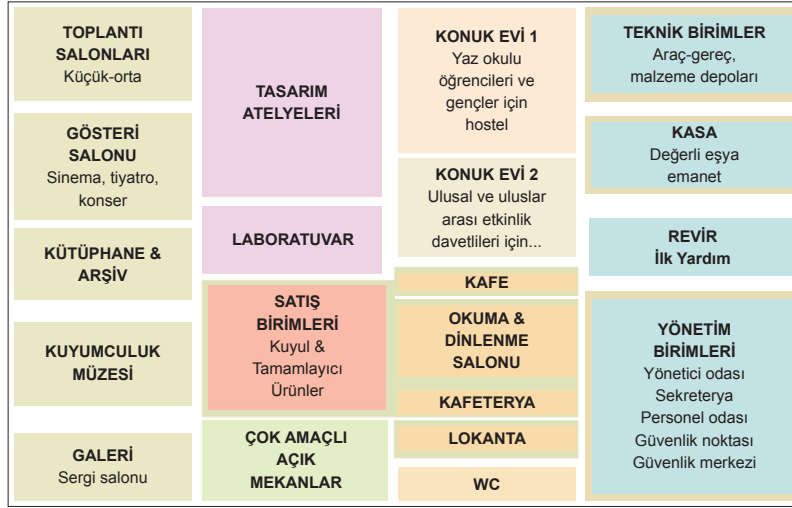 TOPLANTI
SALONLARI
Küçük-orta
GÖSTERİ
SALONU
Sinema, tiyatro,
konser
KÜTÜPHANE &
ARŞİV
KUYUMCULUK
MÜZESİ
GALERİ
Sergi salonu
TASARIM
ATELYELERİ
LABORATUVAR
SATIŞ
BİRİMLERİ
Kuyul &
Tamamlayıcı
Ürünler
ÇOK AMAÇLI
AÇIK
MEKANLAR
KONUK EVİ 1
Yaz okulu
öğrencileri ve
gençler için
hostel
KONUK EVİ 2
Ulusal ve uluslar
arası etkinlik
davetlileri için...
KAFE
OKUMA &
DİNLENME
SALONU
KAFETERYA
LOKANTA
WC
TEKNİK BİRİMLER
Araç-gereç,
malzeme depoları
KASA
Değerli eşya
emanet
REVİR
İlk Yardım
YÖNETİM
BİRİMLERİ
Yönetici odası
Sekreterya
Personel odası
Güvenlik noktası
Güvenlik merkezi